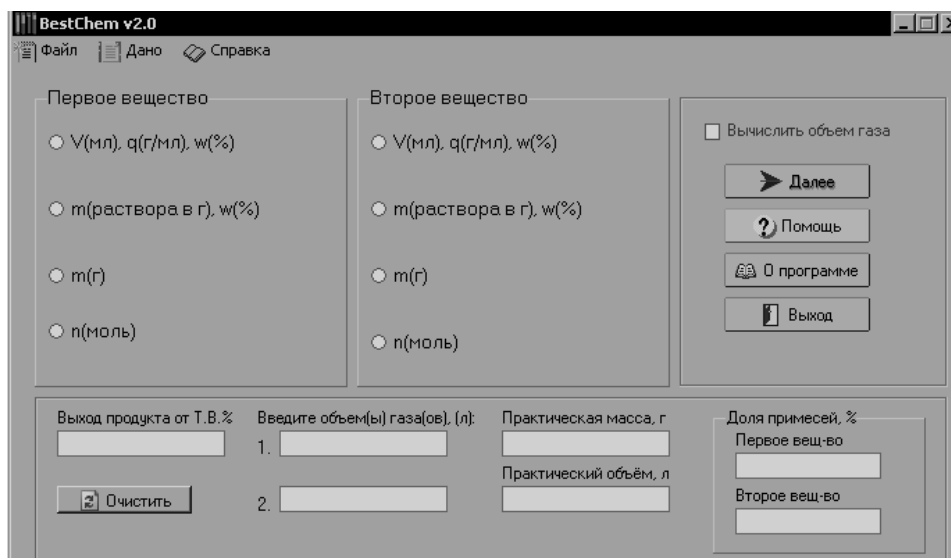 BestChem v2.0
Файл Дано Справка
Первое вещество
V(мл), q(г/мл), w(%)
m(раствора в г), w(%)
m(г)
n(моль)
Второе вещество
V(мл), q(г/мл), w(%)
m(раствора в г), w(%)
m(г)
n(моль)
Вычислить объем газа
Далее
Помощь
О программе
Выход
Выход продукта от Т.В.%
Очистить
Введите объем(ы) газа(ов), (л):
1.
2.
Практическая масса, г
Практический объём, л
Доля примесей, %
Первое вещ-во
Второе вещ-во